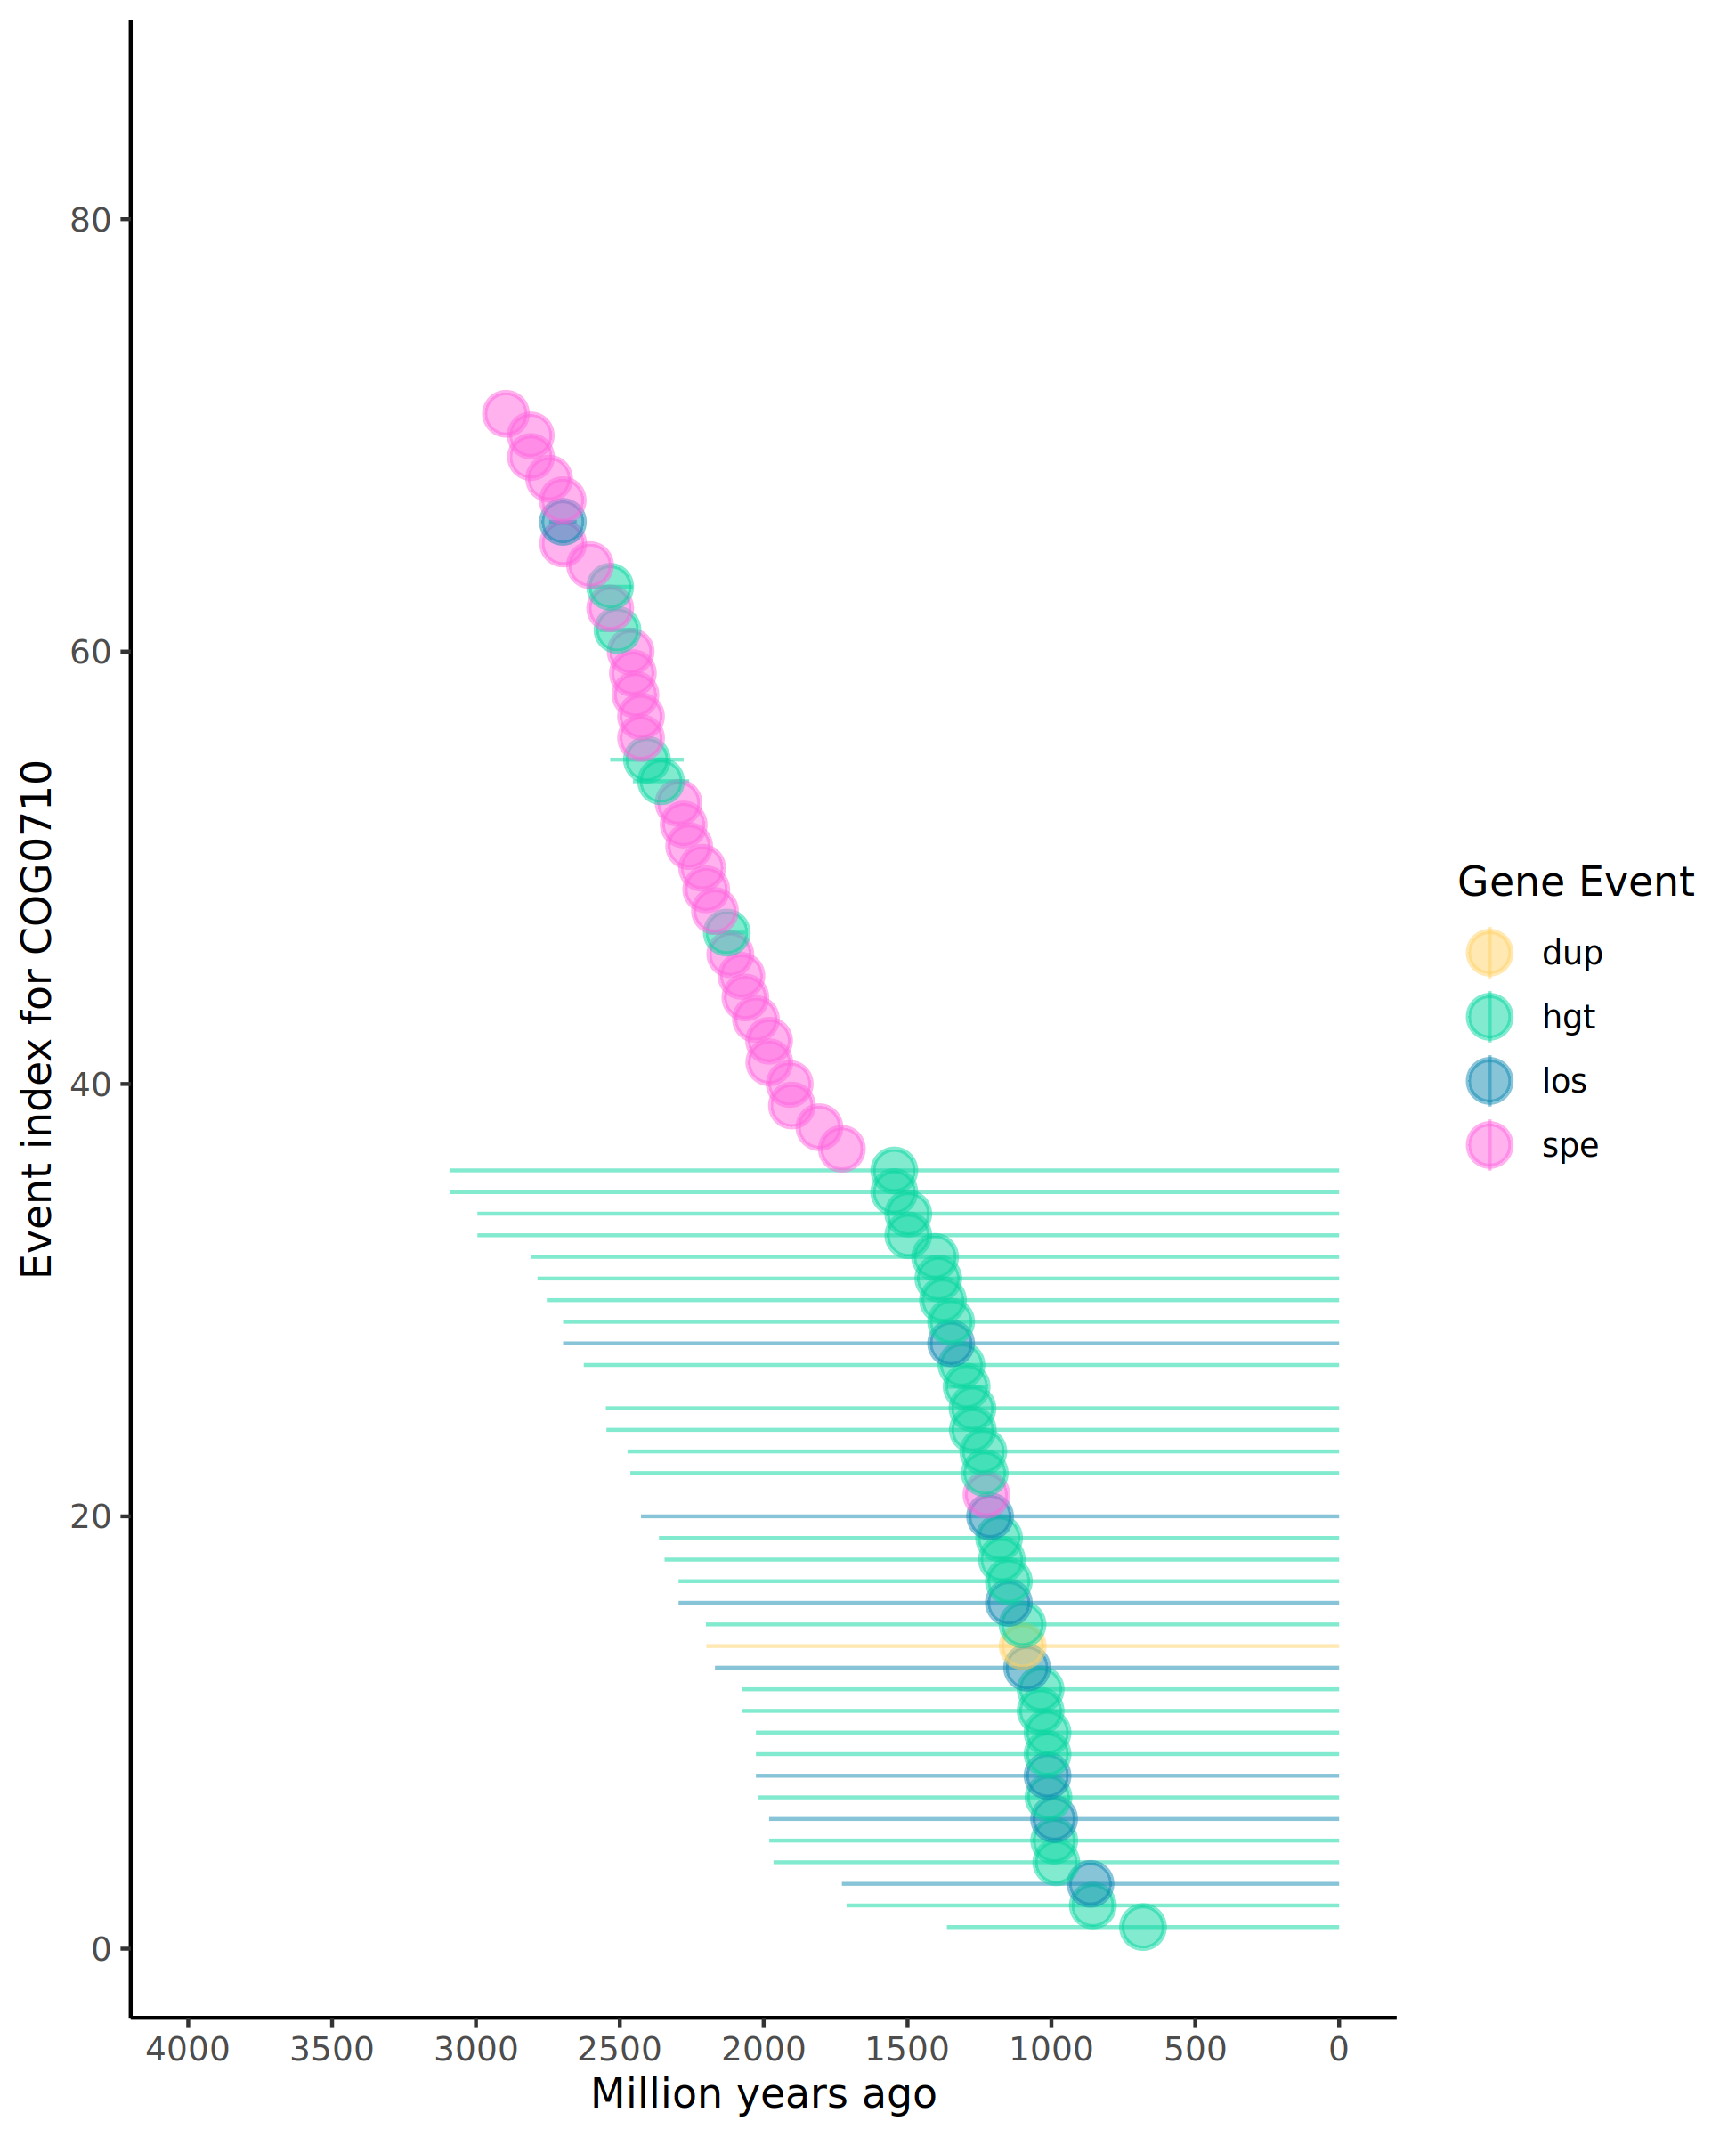 Event index for COG0710
80
60
40
20
0
4000 3500 3000 2500 2000 1500 1000 500 0
Million years ago
Gene Event
dup
hgt
los
spe